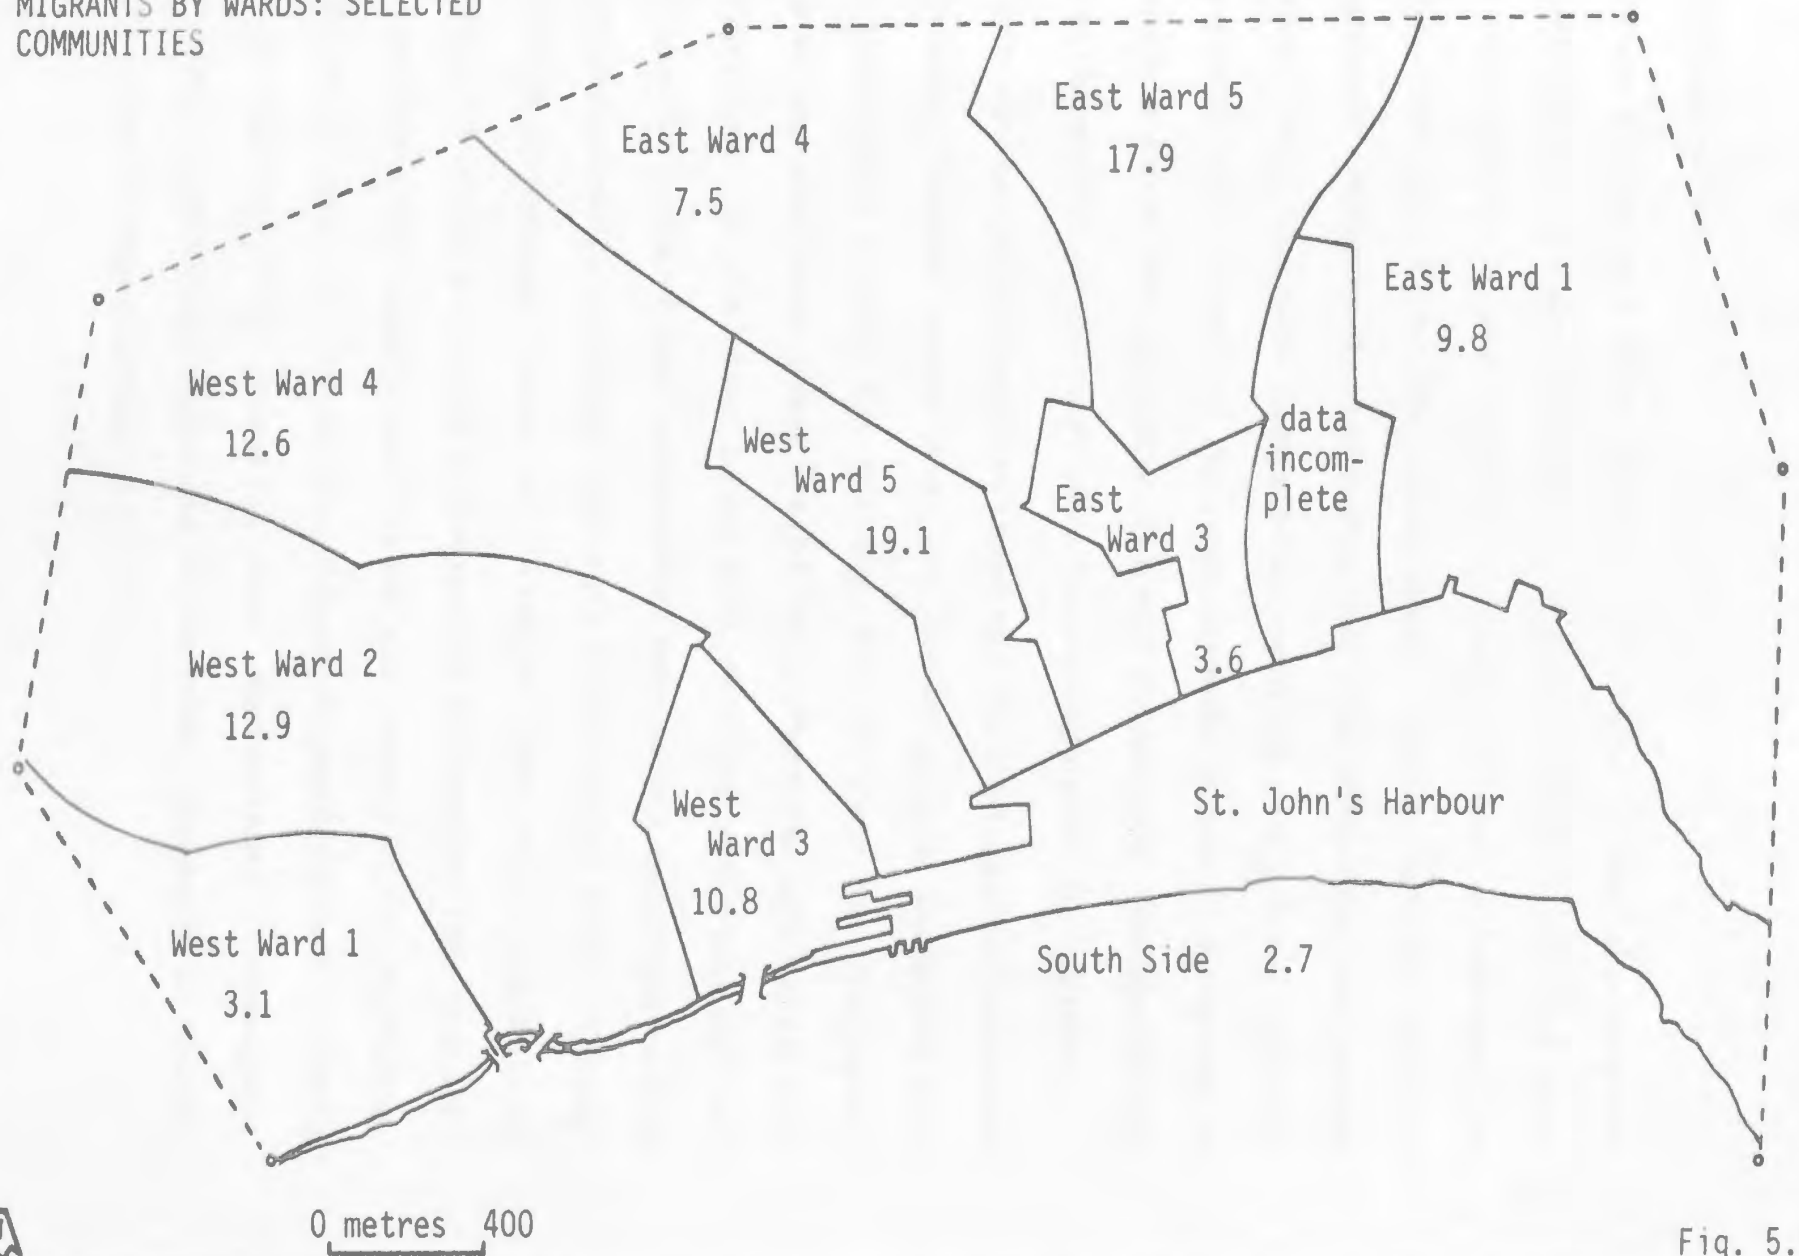 MIGRANTS BY WARDS: SELECTED
COMMUNITIES
East Ward 5
17.9
East Ward 4
7.5
East Ward 1
9.8
West Ward 4
12.6
data
incom-
plete
West
Ward 5
19.1
East
Ward 3
3.6
West Ward 2
12.9
St. John's Harbour
West
Ward 3
10.8
West Ward 1
3.1
South Side 2.7
0 metres 400
Fig. 5.